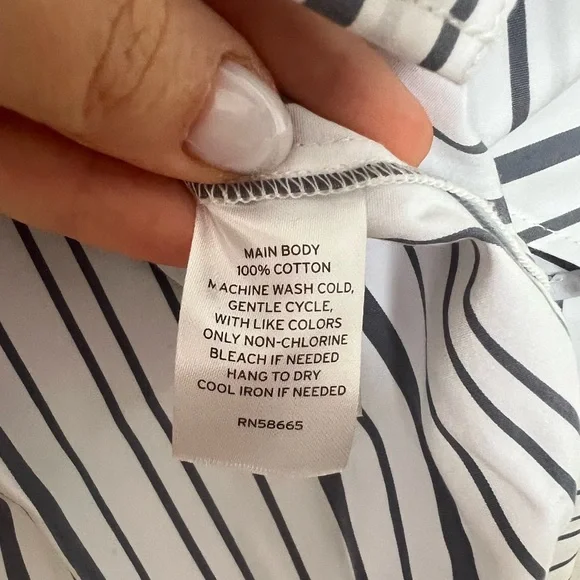 MAIN BODY
100% COTTON
MACHINE WASH COLD,
GENTLE CYCLE,
WITH LIKE COLORS
ONLY NON-CHLORINE
BLEACH IF NEEDED
HANG TO DRY
COOL IRON IF NEEDED
RN58665